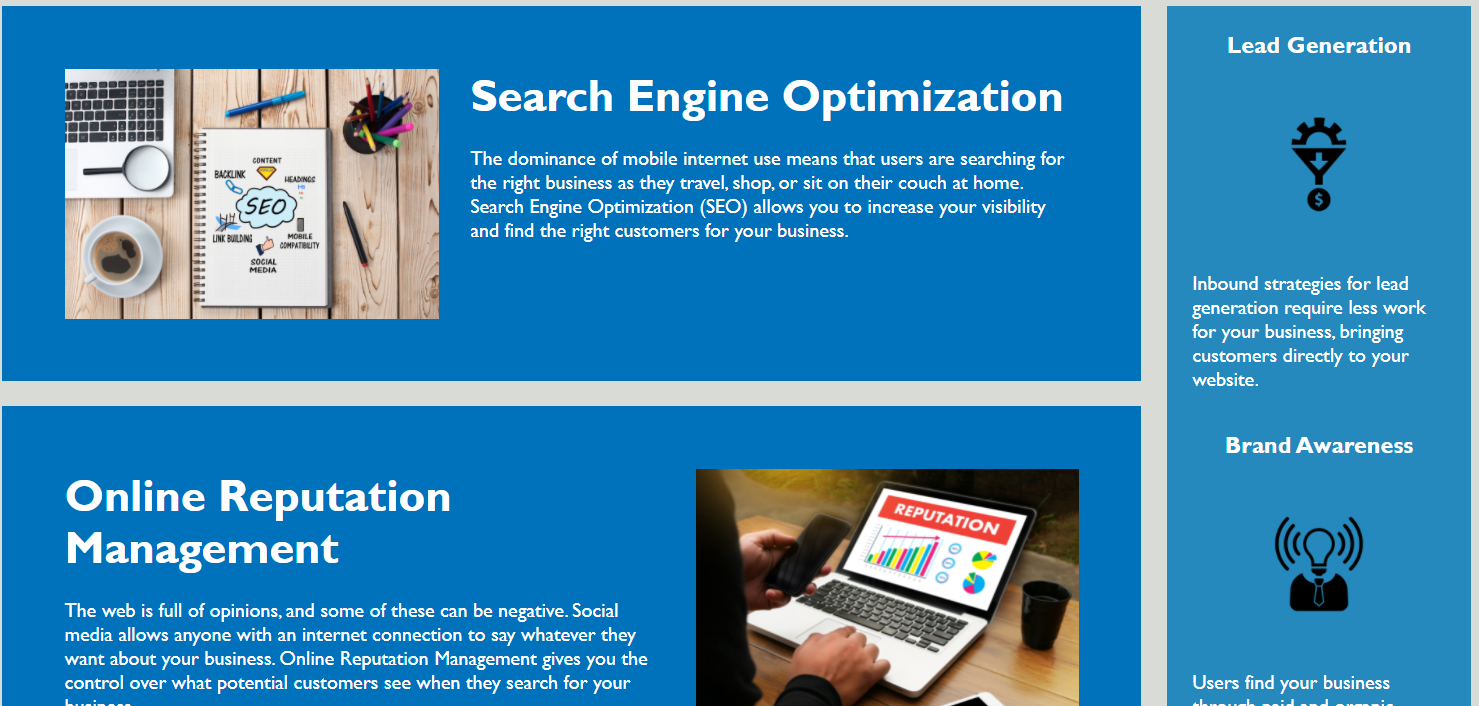 Search Engine Optimization
The dominance of mobile internet use means that users are searching for
the right business as they travel, shop, or sit on their couch at home.
Search Engine Optimization (SEO) allows you to increase your visibility
and find the right customers for your business.
CONTENT
BACKLINK
HEADINGS
H1
SEO
LINK BUILDING
MOBILE
COMPATIBILITY
SOCIAL
MEDIA
Online Reputation
Management
The web is full of opinions, and some of these can be negative. Social
media allows anyone with an internet connection to say whatever they
want about your business. Online Reputation Management gives you the
control over what potential customers see when they search for your
business.
REPUTATION
Lead Generation
$
Inbound strategies for lead
generation require less work
for your business, bringing
customers directly to your
website.
Brand Awareness
Users find your business
through paid and organic